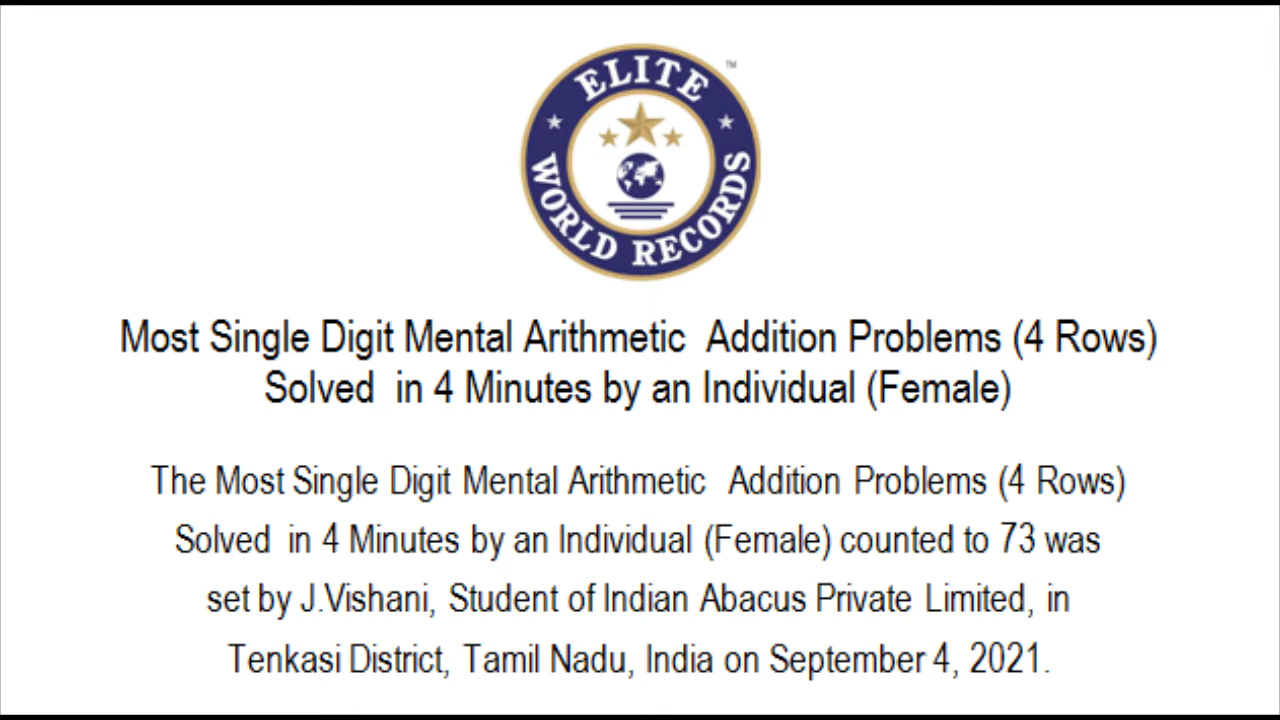 ELITE
TM
WORLD RECORDS
Most Single Digit Mental Arithmetic  Addition Problems (4 Rows)
Solved  in 4 Minutes by an Individual (Female)
The Most Single Digit Mental Arithmetic  Addition Problems (4 Rows)
Solved  in 4 Minutes by an Individual (Female) counted to 73 was
set by J.Vishani, Student of Indian Abacus Private Limited, in
Tenkasi District, Tamil Nadu, India on September 4, 2021.